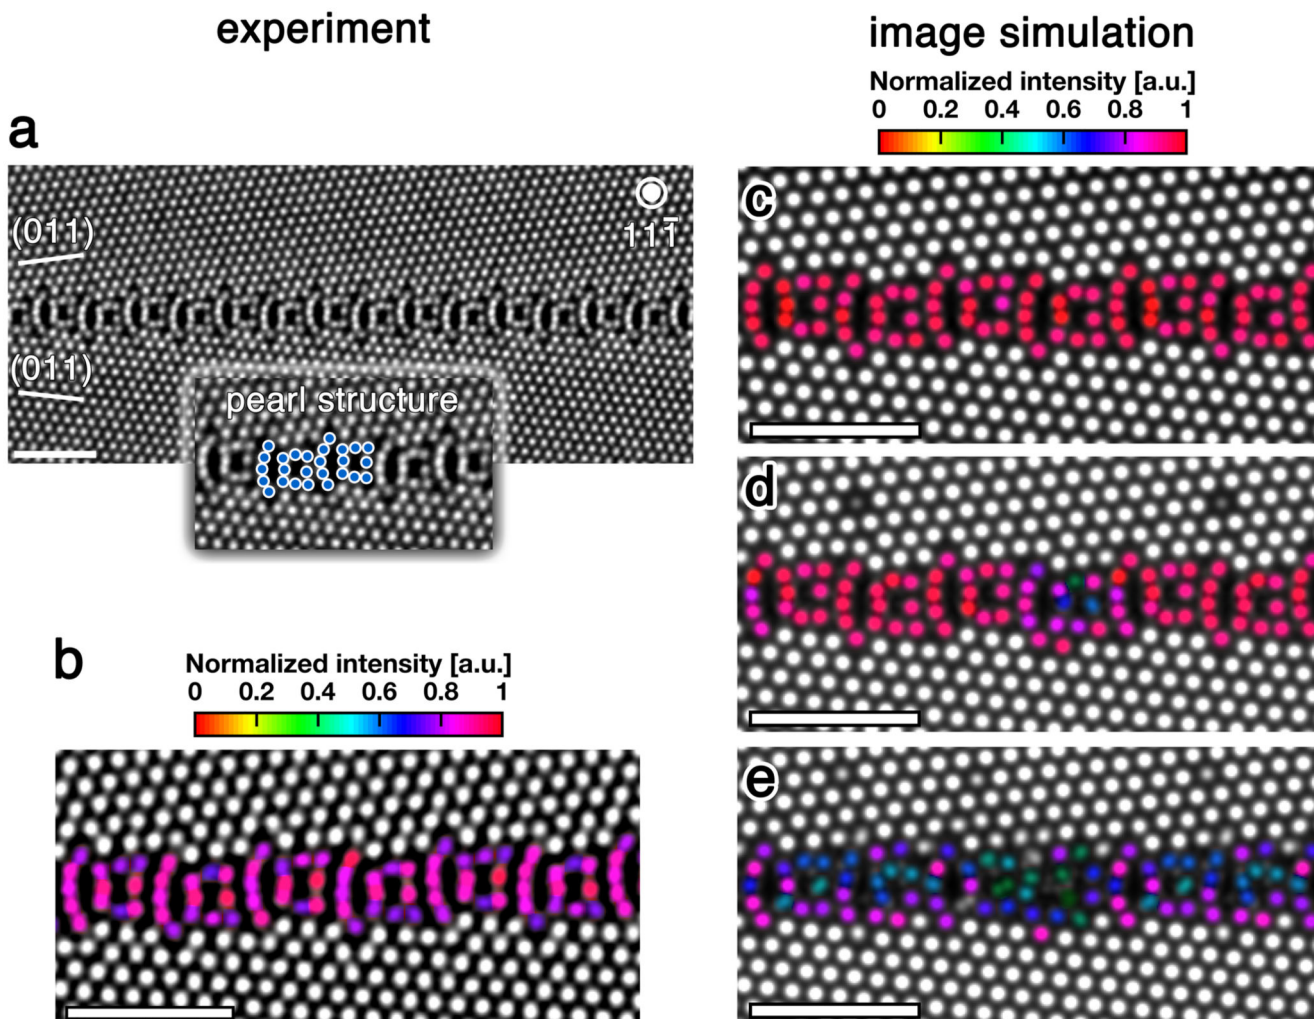 experiment
image simulation
Normalized intensity [a.u.]
0 0.2 0.4 0.6 0.8 1
a
(011)
111̄
(011)
pearl structure
b
Normalized intensity [a.u.]
0 0.2 0.4 0.6 0.8 1
c
d
e